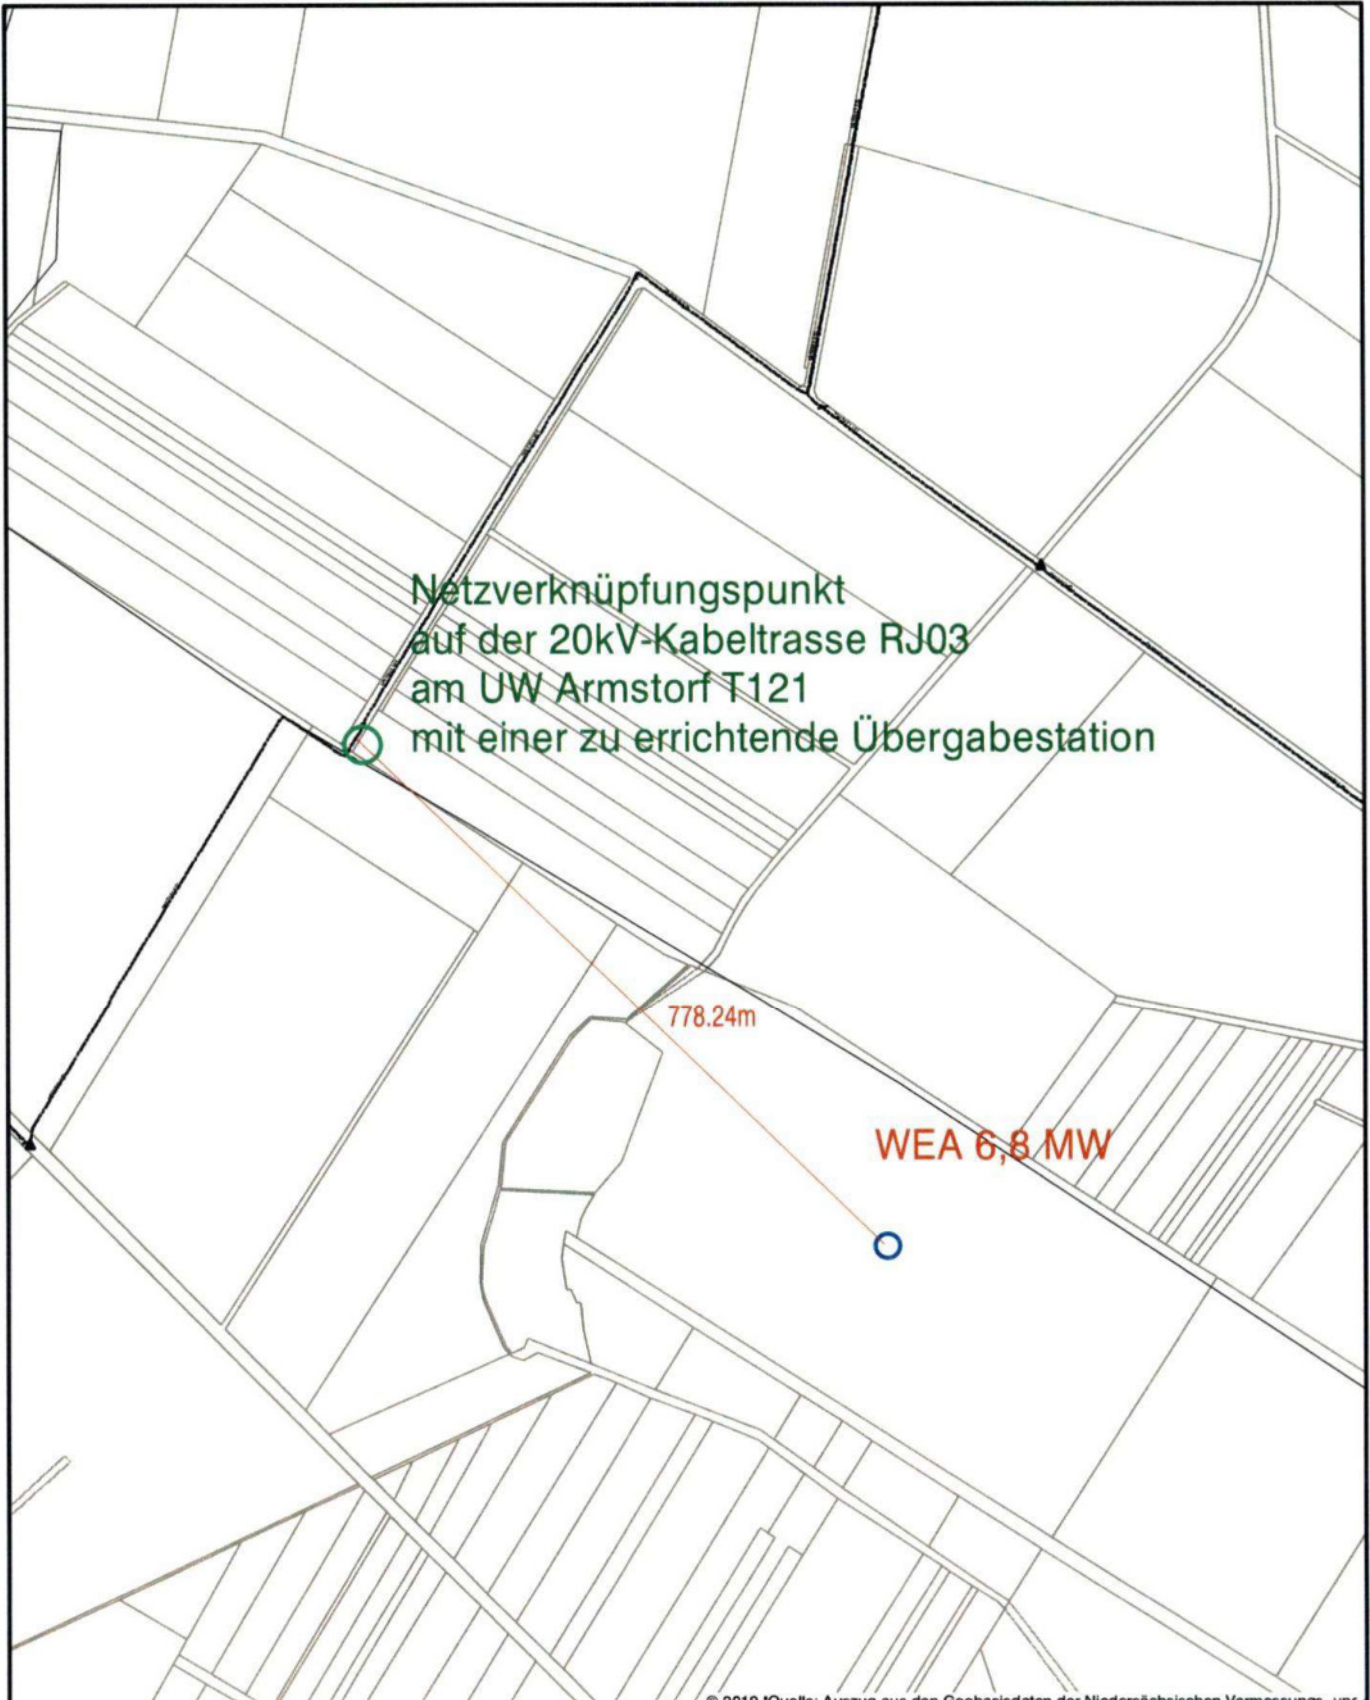 Netzverknüpfungspunkt
auf der 20kV-Kabeltrasse RJ03
am UW Armstorf T121
mit einer zu errichtende Übergabestation
778.24m
WEA 6,8 MW